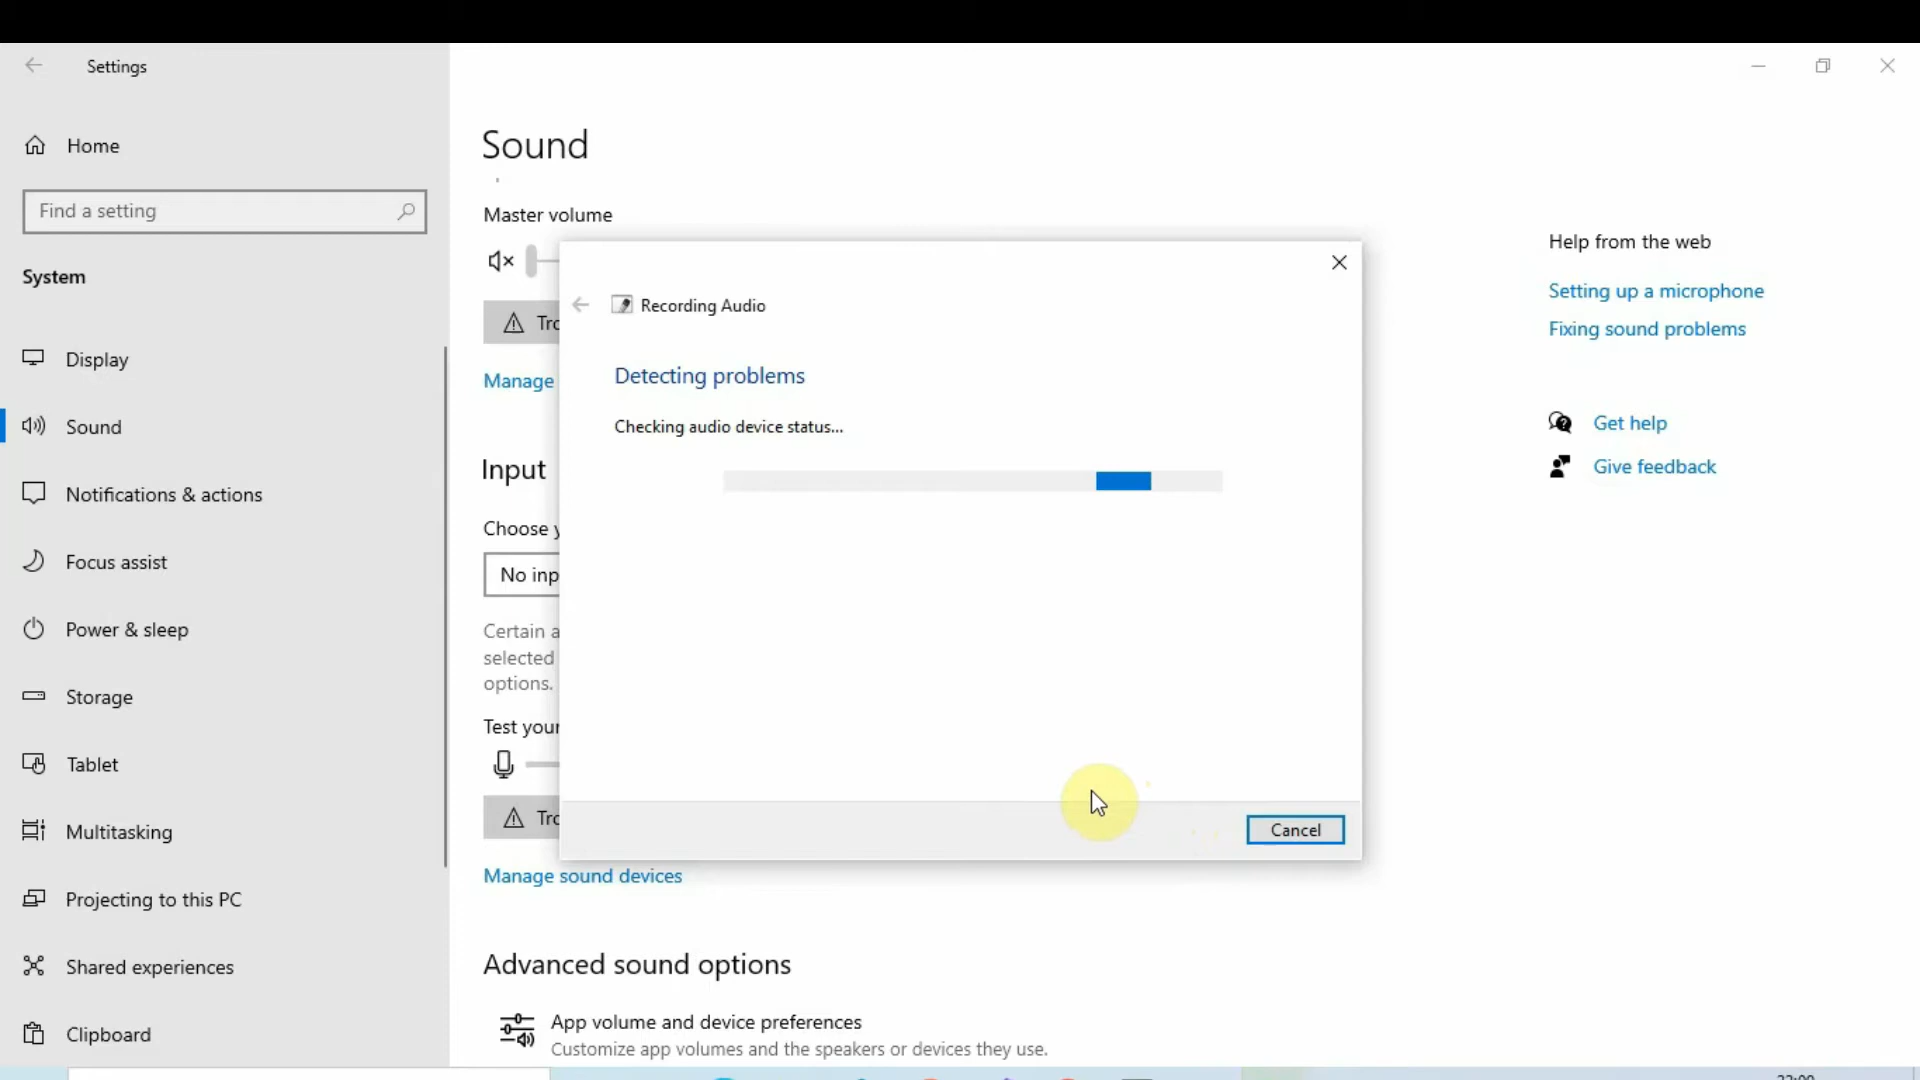 Settings
Home
Find a setting
System
Display
Sound
Notifications & actions
Focus assist
Power & sleep
Storage
Tablet
Multitasking
Projecting to this PC
Shared experiences
Clipboard
Sound
Master volume
Manage
Input
Choose
No inp
Certain a
selected
options.
Test your
Manage sound devices
Advanced sound options
App volume and device preferences
Customize app volumes and the speakers or devices they use.
Recording Audio
Detecting problems
Checking audio device status...
Cancel
Help from the web
Setting up a microphone
Fixing sound problems
Get help
Give feedback